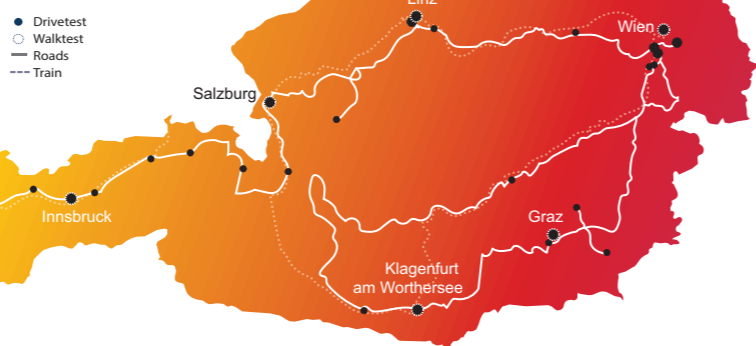 Drivetest
Walktest
Roads
Train
Linz
Wien
Salzburg
Innsbruck
Graz
Klagenfurt
am Worthersee